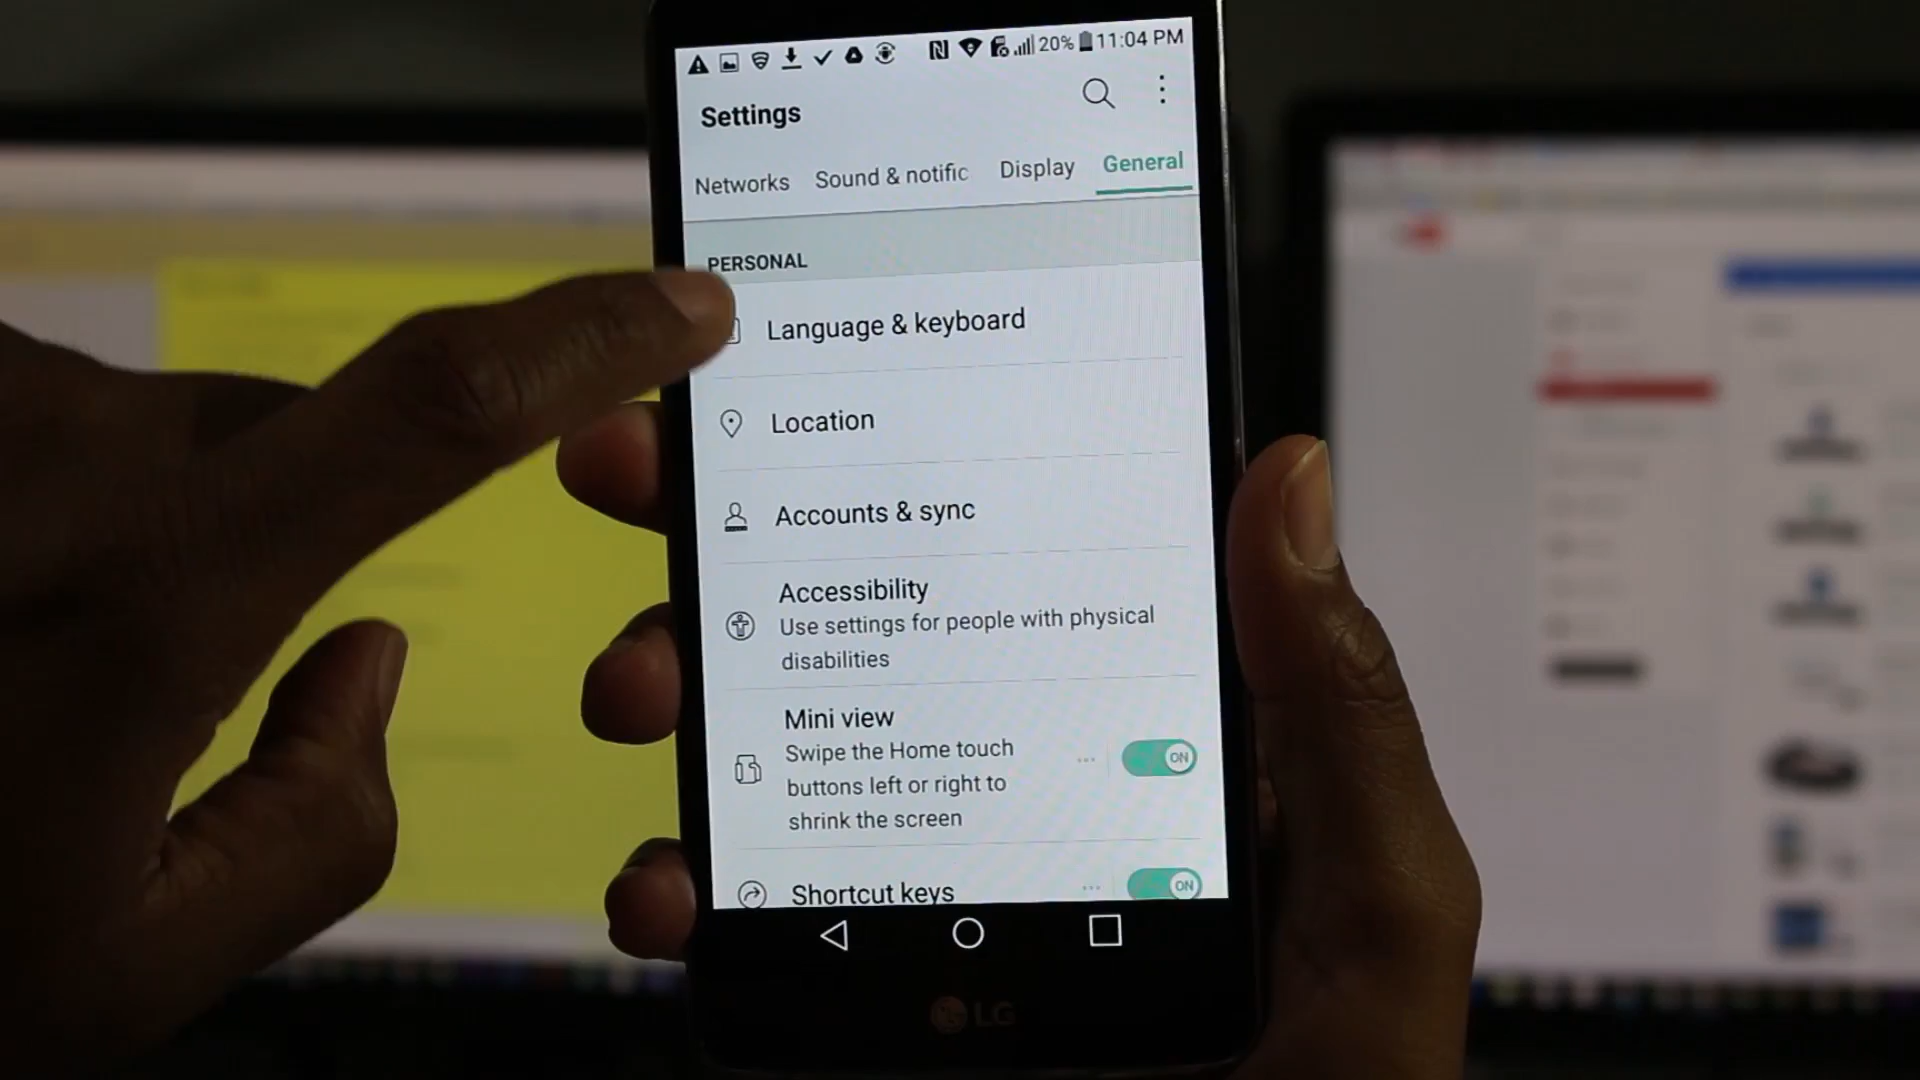 20% 11:04 PM
Settings
Networks Sound & notific Display General
PERSONAL
Language & keyboard
Location
Accounts & sync
Accessibility
Use settings for people with physical
disabilities
Mini view
Swipe the Home touch
buttons left or right to
shrink the screen
ON
Shortcut keys
ON
LG